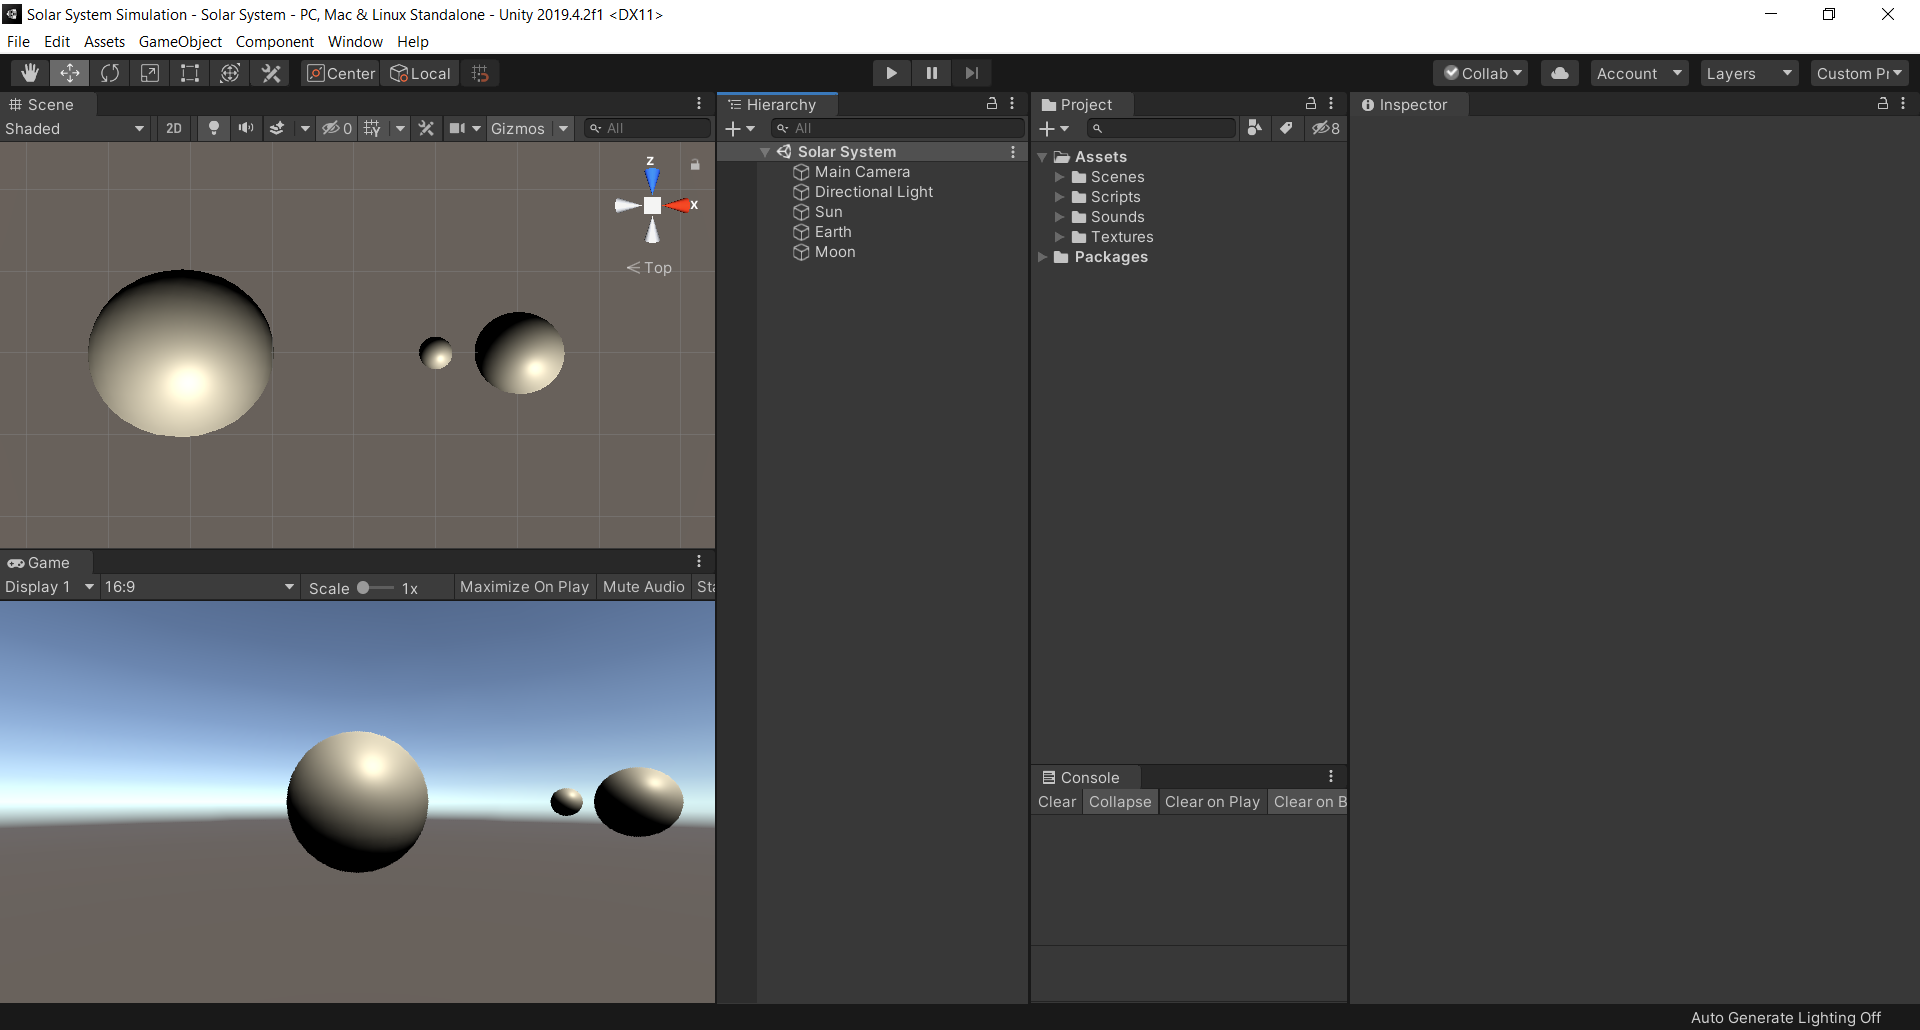 Solar System Simulation - Solar System - PC, Mac & Linux Standalone - Unity 2019.4.2f1 <DX11>
File Edit Assets GameObject Component Window Help
Center Local Collab Account Layers Custom Pr
Scene
Shaded 2D 0 Gizmos All
z
x
Top
Game
Display 1 16:9 Scale 1x Maximize On Play Mute Audio Sta
Hierarchy
All
Solar System
Main Camera
Directional Light
Sun
Earth
Moon
Project
8
Assets
Scenes
Scripts
Sounds
Textures
Packages
Console
Clear Collapse Clear on Play Clear on B
Inspector
Auto Generate Lighting Off